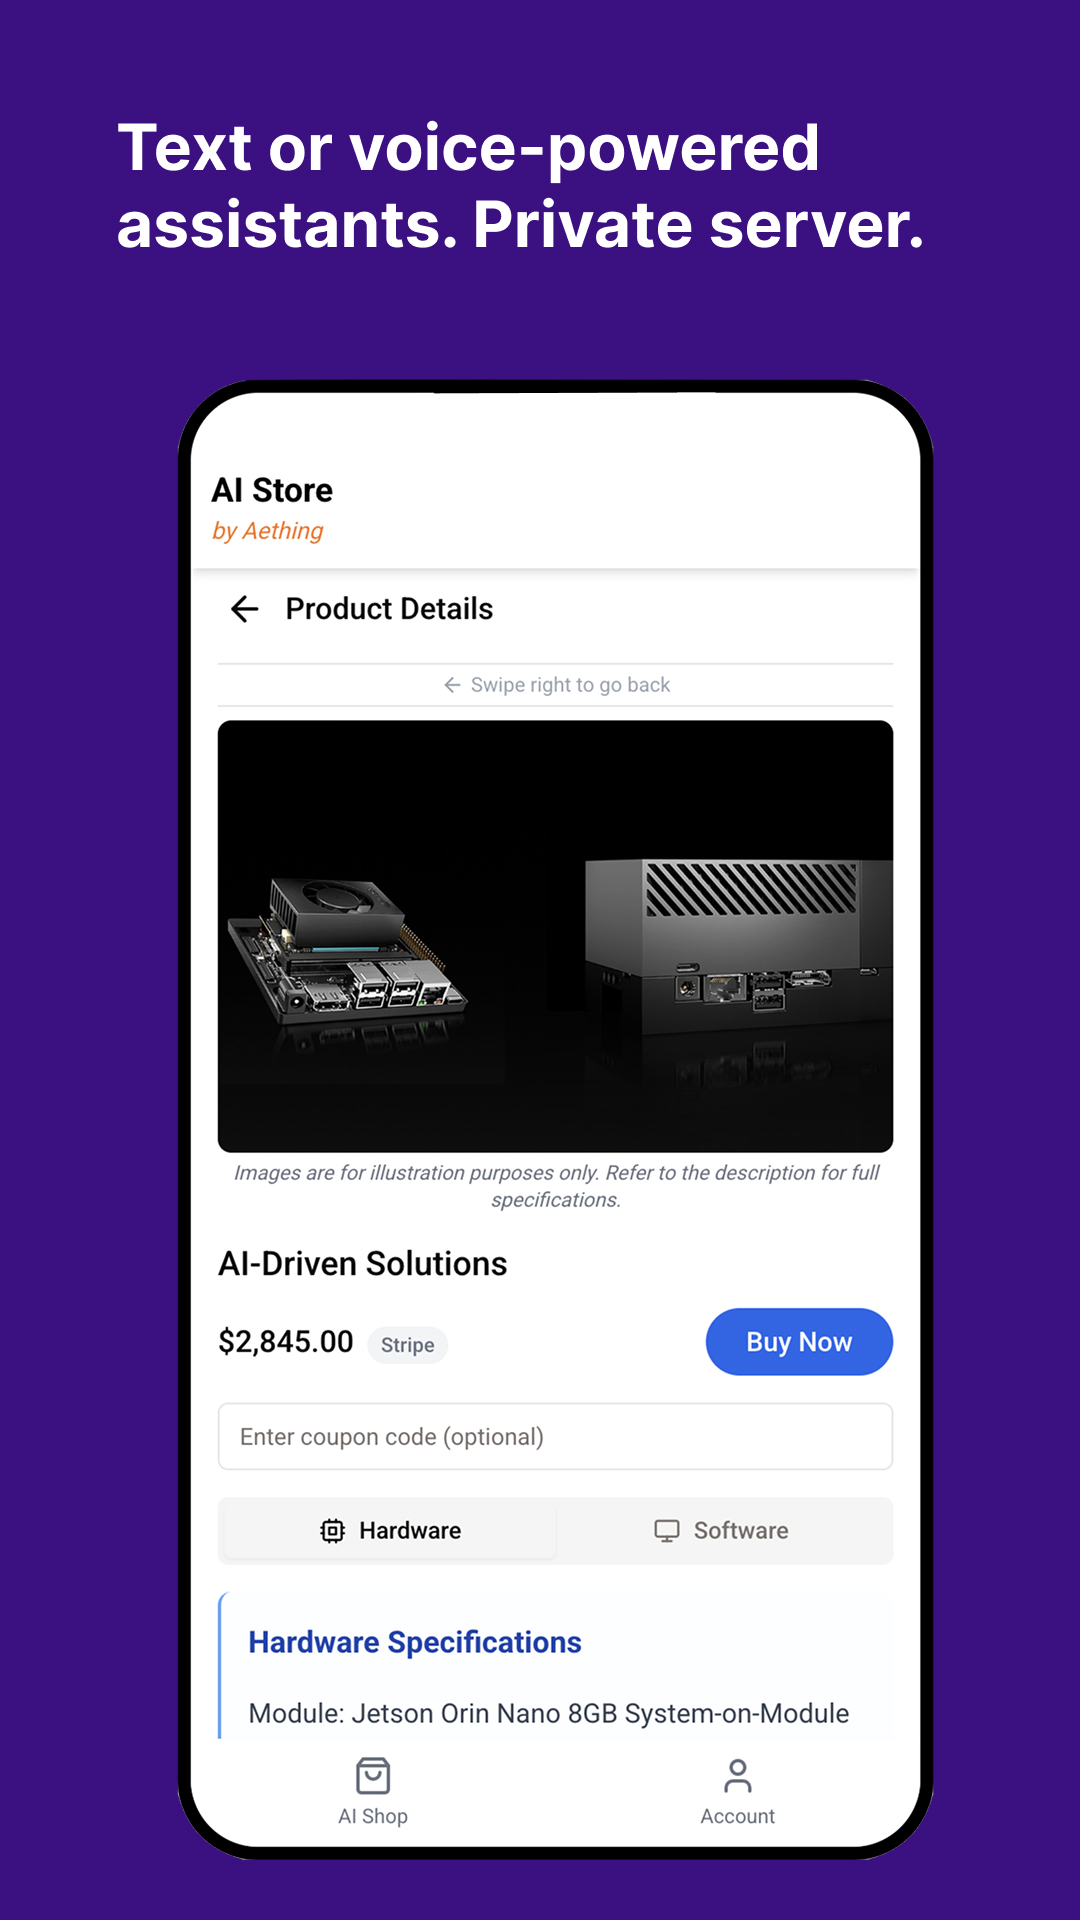 Text or voice-powered
assistants. Private server.
AI Store
by Aething
Product Details
Swipe right to go back
Images are for illustration purposes only. Refer to the description for full
specifications.
AI-Driven Solutions
$2,845.00 Stripe Buy Now
Enter coupon code (optional)
Hardware Software
Hardware Specifications
Module: Jetson Orin Nano 8GB System-on-Module
AI Shop Account